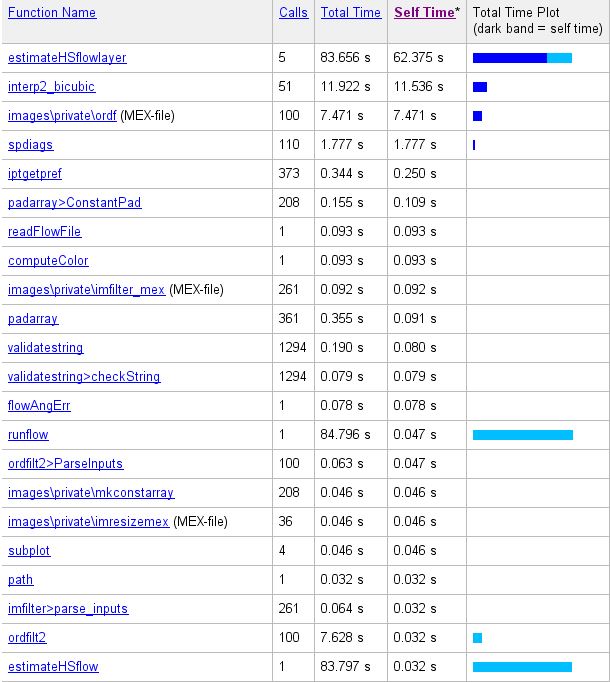 Function Name Calls Total Time Self Time* Total Time Plot
(dark band = self time)
estimateHSflowlayer 5 83.656 s 62.375 s
interp2_bicubic 51 11.922 s 11.536 s
images\private\ordf (MEX-file) 100 7.471 s 7.471 s
spdiags 110 1.777 s 1.777 s
iptgetpref 373 0.344 s 0.250 s
padarray>ConstantPad 208 0.155 s 0.109 s
readFlowFile 1 0.093 s 0.093 s
computeColor 1 0.093 s 0.093 s
images\private\imfilter_mex (MEX-file) 261 0.092 s 0.092 s
padarray 361 0.355 s 0.091 s
validatestring 1294 0.190 s 0.080 s
validatestring>checkString 1294 0.079 s 0.079 s
flowAngErr 1 0.078 s 0.078 s
runflow 1 84.796 s 0.047 s
ordfilt2>ParseInputs 100 0.063 s 0.047 s
images\private\mkconstarray 208 0.046 s 0.046 s
images\private\imresizemex (MEX-file) 36 0.046 s 0.046 s
subplot 4 0.046 s 0.046 s
path 1 0.032 s 0.032 s
imfilter>parse_inputs 261 0.064 s 0.032 s
ordfilt2 100 7.628 s 0.032 s
estimateHSflow 1 83.797 s 0.032 s